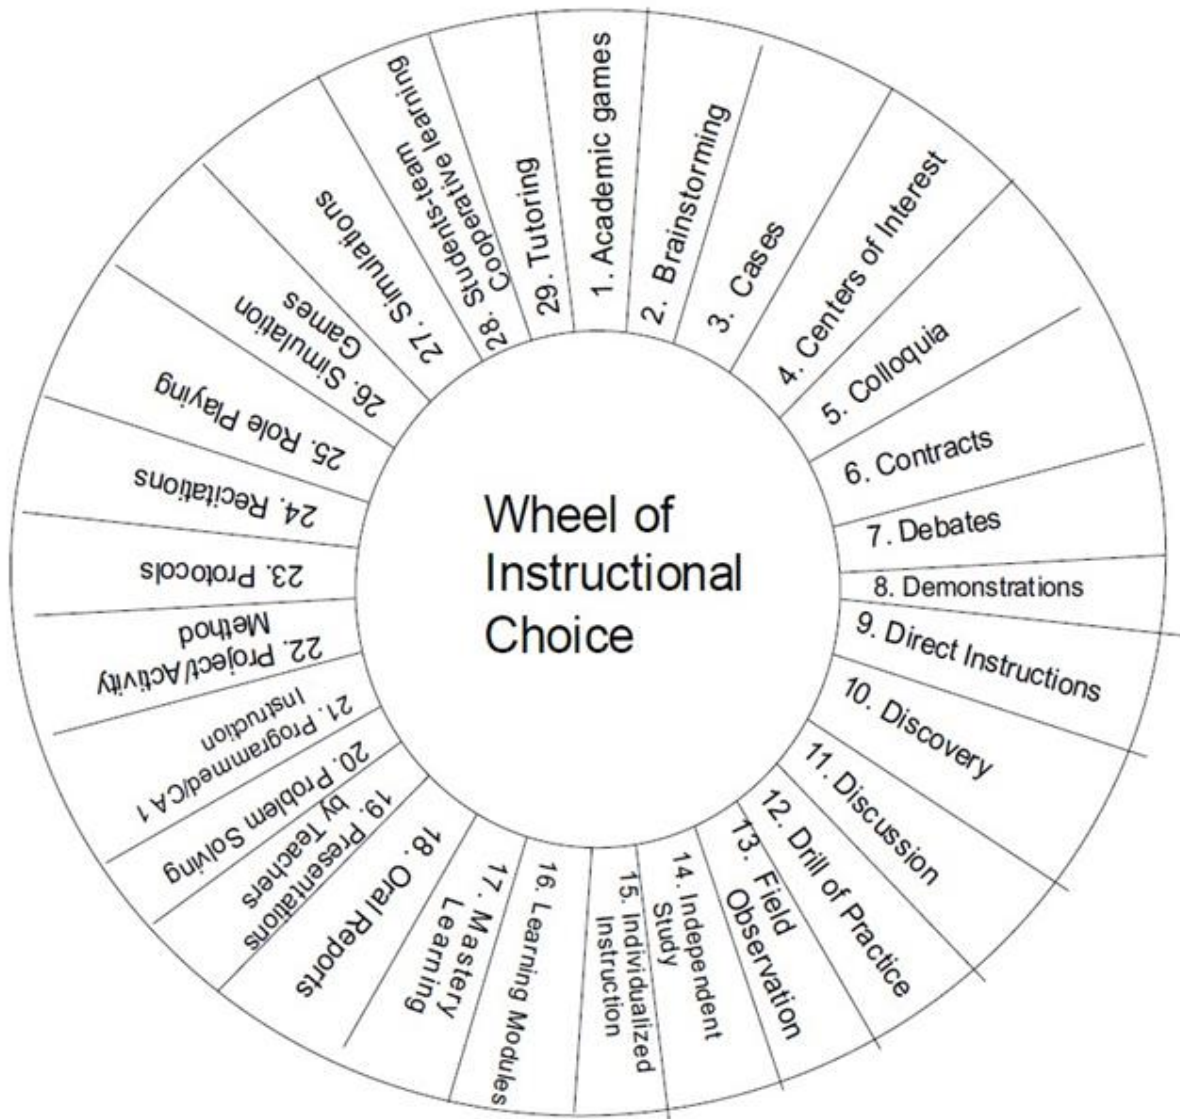 Wheel of
Instructional
Choice
1. Academic games
2. Brainstorming
3. Cases
4. Centers of Interest
5. Colloquia
6. Contracts
7. Debates
8. Demonstrations
9. Direct Instructions
10. Discovery
11. Discussion
12. Drill of Practice
13. Field
Observation
14. Independent
Study
15. Individualized
Instruction
16. Learning Modules
17. Mastery
Learning
18. Oral Reports
19. Presentations
by Teachers
20. Problem Solving
21. Programmed/CA 1
Instruction
22. Project/Activity
Method
23. Protocols
24. Recitations
25. Role Playing
26. Simulation
Games
27. Simulations
28. Students-team
Cooperative learning
29. Tutoring